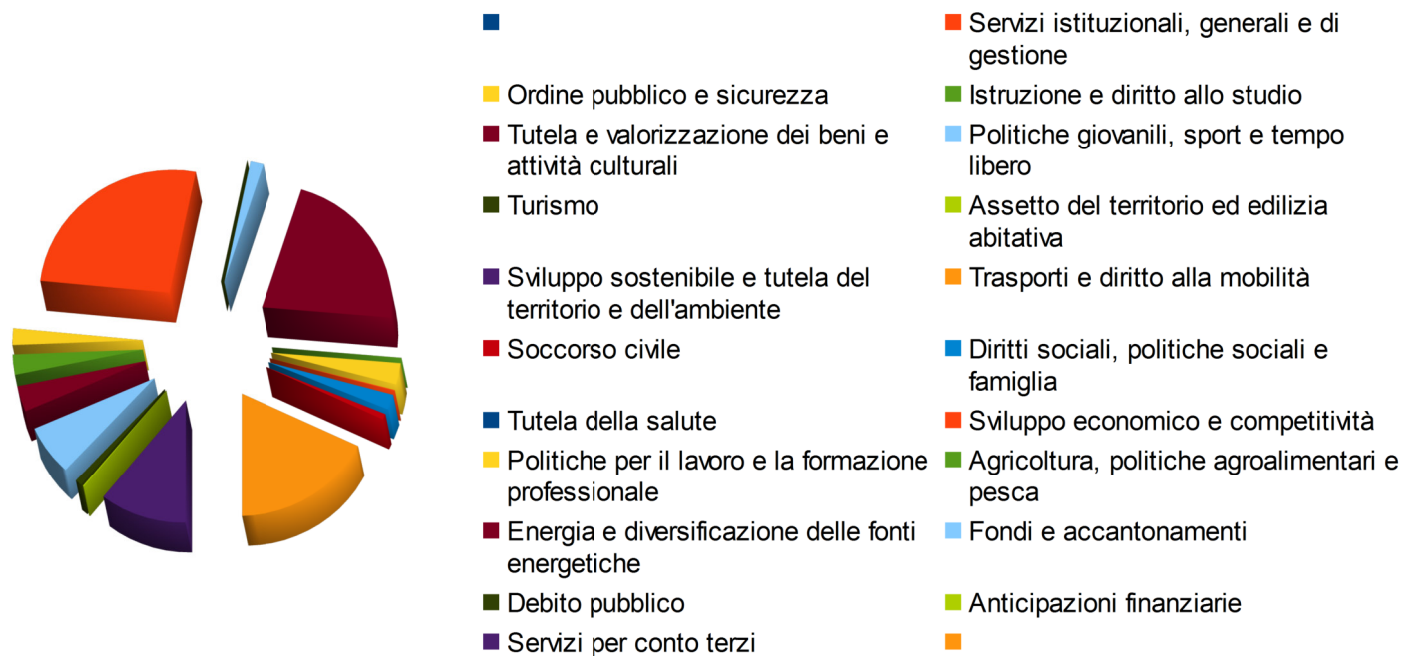 Servizi istituzionali, generali e di
gestione
Ordine pubblico e sicurezza
Istruzione e diritto allo studio
Tutela e valorizzazione dei beni e
attività culturali
Politiche giovanili, sport e tempo
libero
Turismo
Assetto del territorio ed edilizia
abitativa
Sviluppo sostenibile e tutela del
territorio e dell'ambiente
Trasporti e diritto alla mobilità
Soccorso civile
Diritti sociali, politiche sociali e
famiglia
Tutela della salute
Sviluppo economico e competitività
Politiche per il lavoro e la formazione
professionale
Agricoltura, politiche agroalimentari e
pesca
Energia e diversificazione delle fonti
energetiche
Fondi e accantonamenti
Debito pubblico
Anticipazioni finanziarie
Servizi per conto terzi